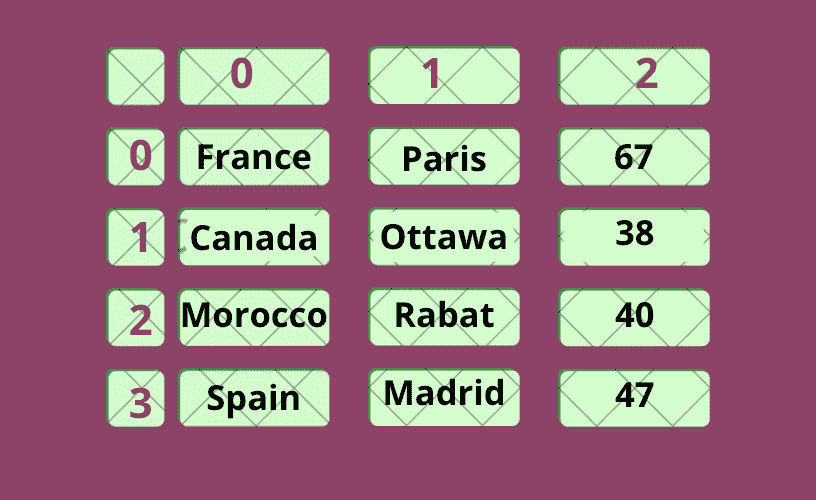 0 1 2
0 France Paris 67
1 Canada Ottawa 38
2 Morocco Rabat 40
3 Spain Madrid 47